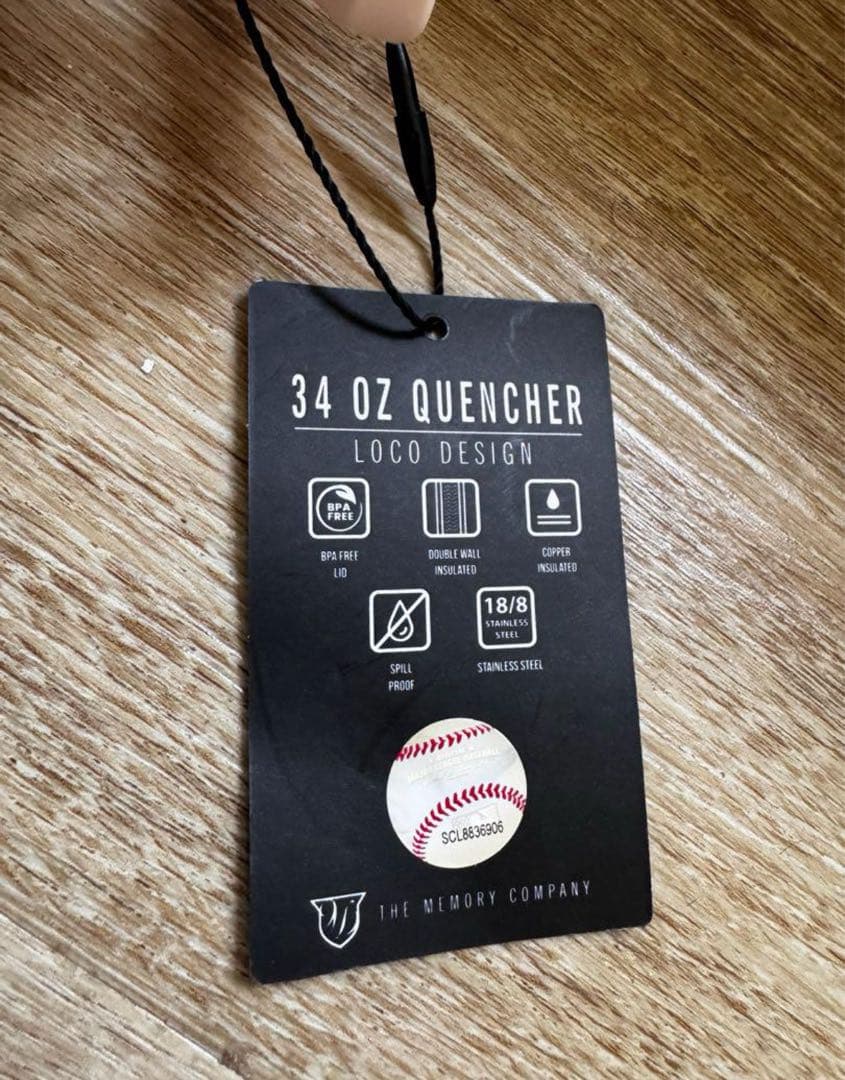 34 OZ QUENCHER
LOCO DESIGN
BPA
FREE
BPA FREE
LID
DOUBLE WALL
INSULATED
COPPER
INSULATED
18/8
STAINLESS
STEEL
SPILL
PROOF
STAINLESS STEEL
SCL8836906
THE MEMORY COMPANY